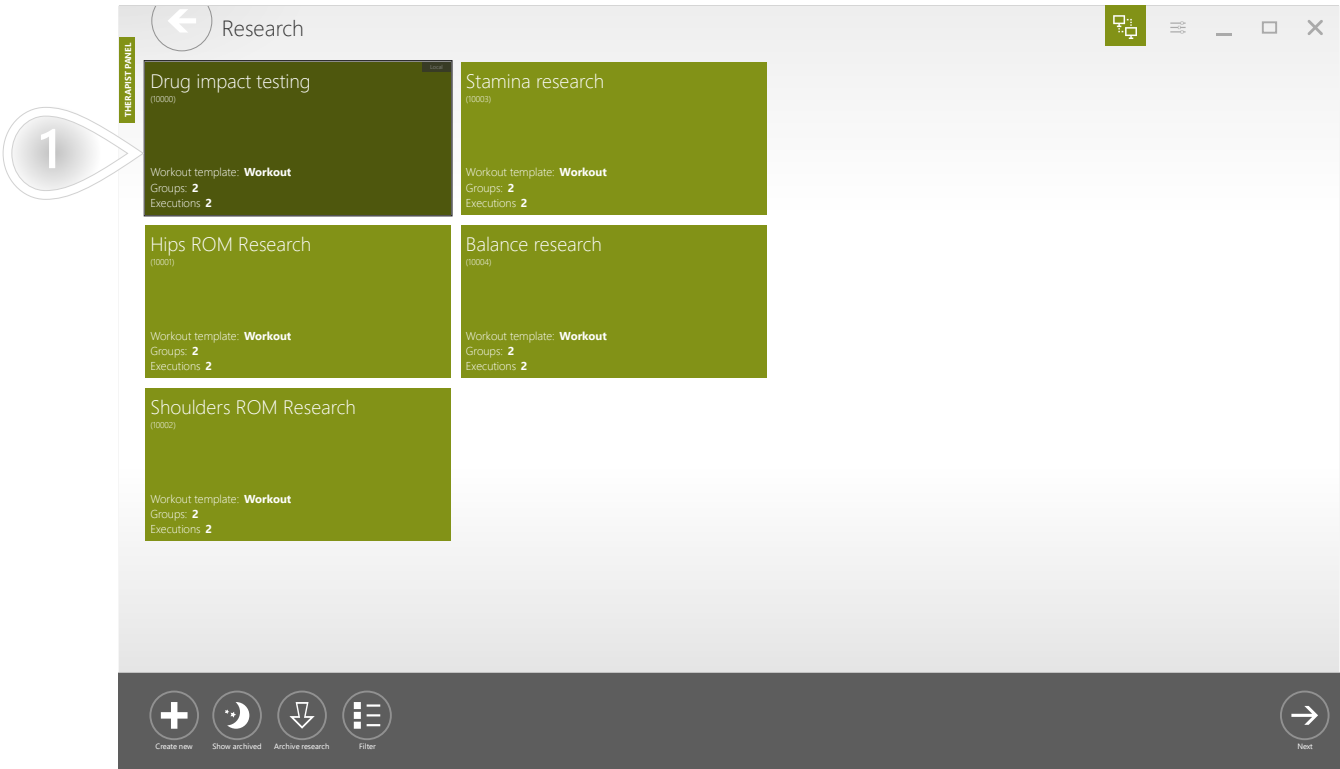 Research
THERAPIST PANEL
1
Drug impact testing
Local
(10000)
Workout template: Workout
Groups: 2
Executions 2
Stamina research
(10003)
Workout template: Workout
Groups: 2
Executions 2
Hips ROM Research
(10001)
Workout template: Workout
Groups: 2
Executions 2
Balance research
(10004)
Workout template: Workout
Groups: 2
Executions 2
Shoulders ROM Research
(10002)
Workout template: Workout
Groups: 2
Executions 2
Create new
Show archived
Archive research
Filter
Next